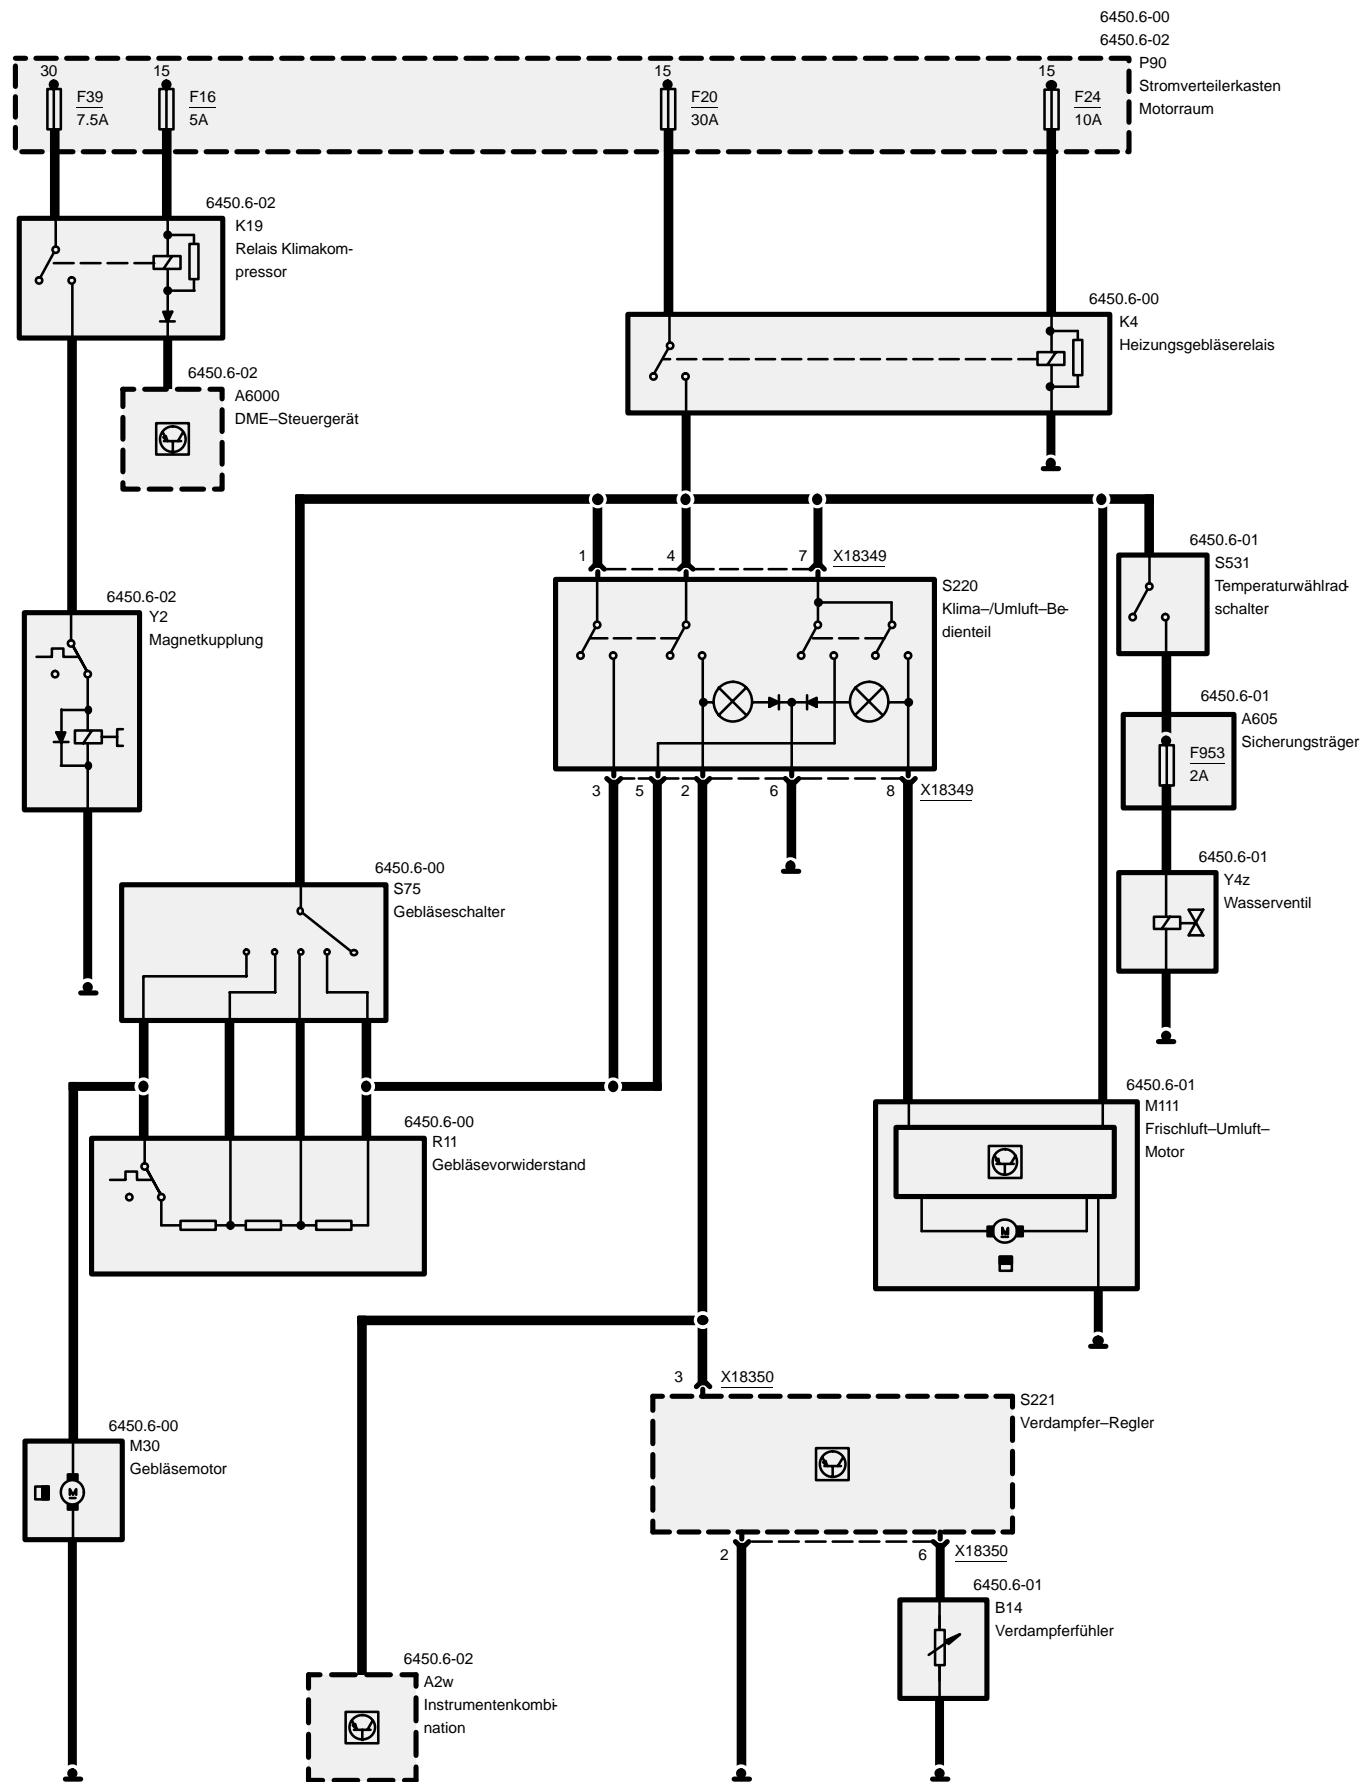 6450.6-00
6450.6-02
P90
Stromverteilerkasten
Motorraum
30
F39
7.5A
15
F16
5A
15
F20
30A
15
F24
10A
6450.6-02
K19
Relais Klimakom-
pressor
6450.6-00
K4
Heizungsgebläserelais
6450.6-02
A6000
DME–Steuergerät
1
4
7
X18349
6450.6-01
S531
Temperaturwählrad-
schalter
S220
Klima–/Umluft–Be-
dienteil
6450.6-02
Y2
Magnetkupplung
6450.6-01
A605
Sicherungsträger
F953
2A
3
5
2
6
8
X18349
6450.6-01
Y4z
Wasserventil
6450.6-00
S75
Gebläseschalter
6450.6-01
M111
Frischluft–Umluft–
Motor
M
6450.6-00
R11
Gebläsevorwiderstand
3
X18350
S221
Verdampfer–Regler
6450.6-00
M30
Gebläsemotor
M
2
6
X18350
6450.6-01
B14
Verdampferfühler
6450.6-02
A2w
Instrumentenkombi-
nation